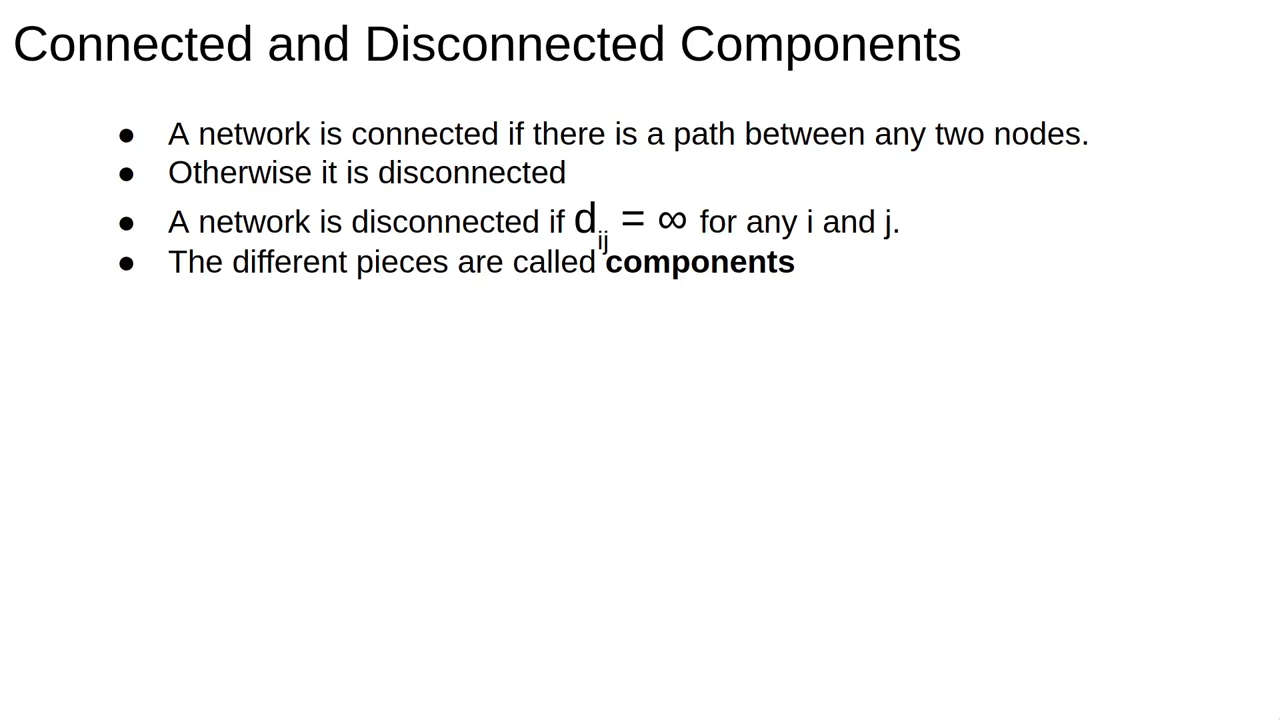 Connected and Disconnected Components
● A network is connected if there is a path between any two nodes.
● Otherwise it is disconnected
● A network is disconnected if dij = ∞ for any i and j.
● The different pieces are called components